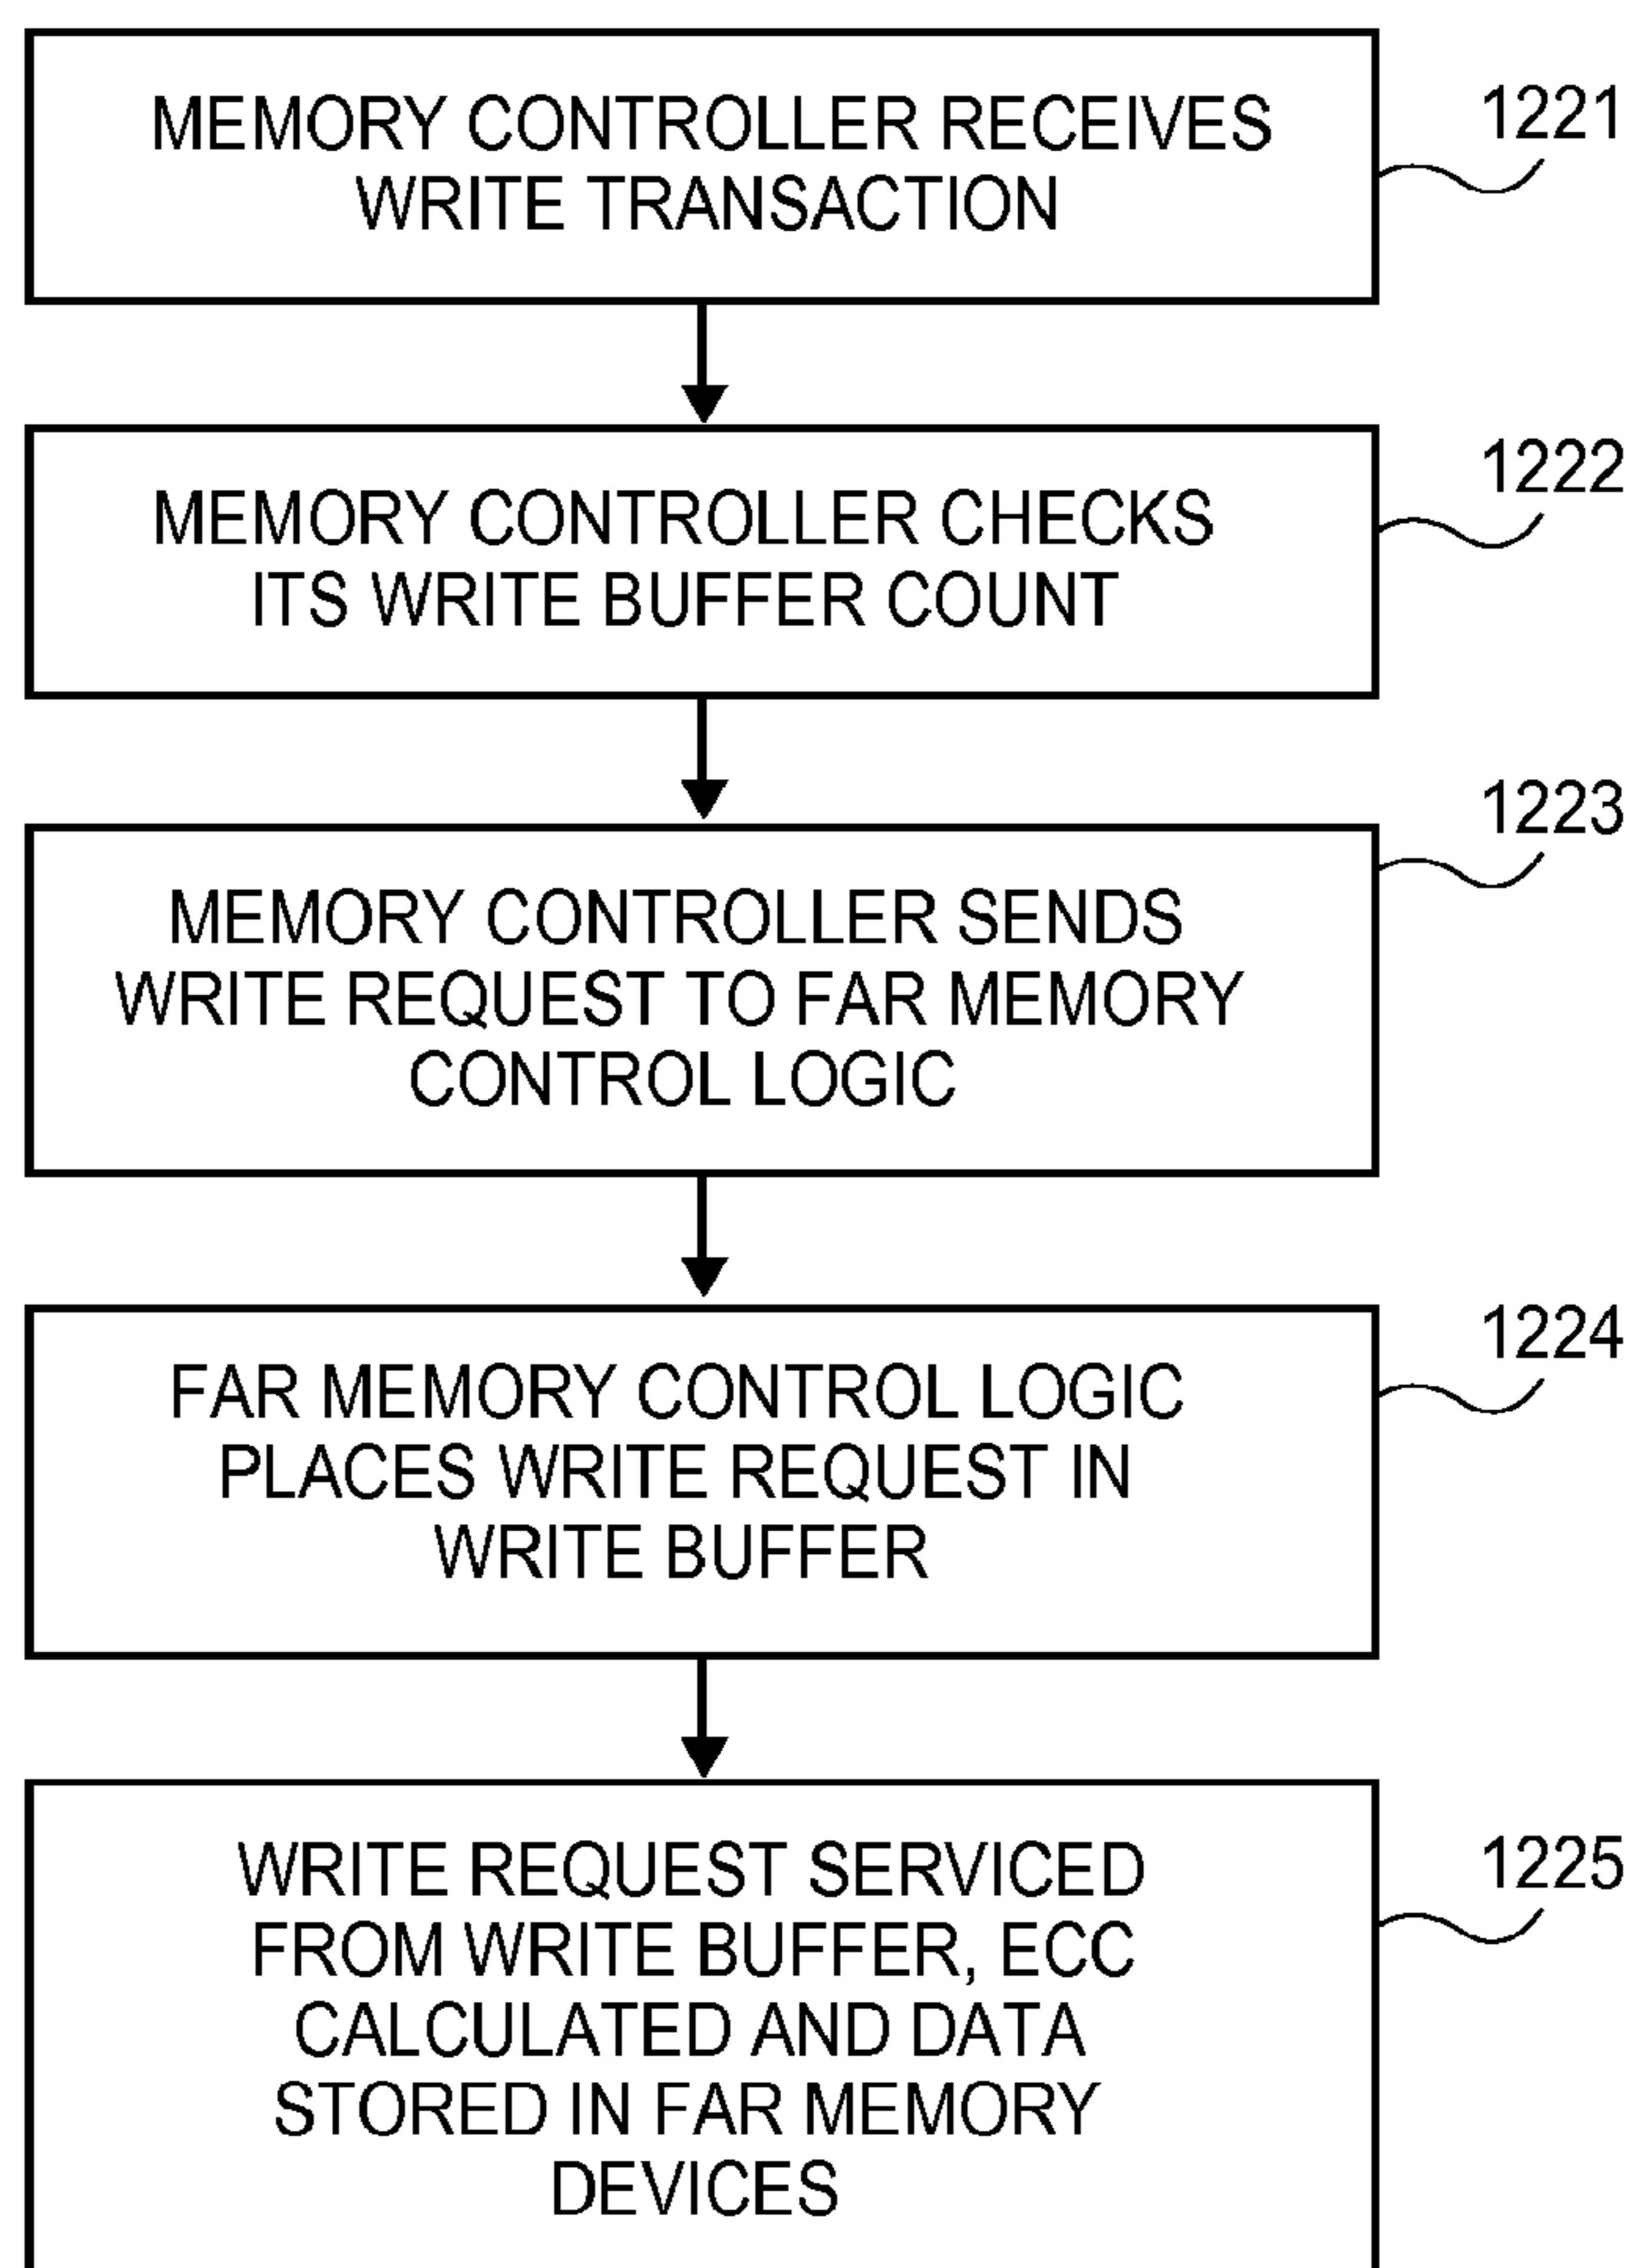 MEMORY CONTROLLER RECEIVES
WRITE TRANSACTION
1221
MEMORY CONTROLLER CHECKS
ITS WRITE BUFFER COUNT
1222
MEMORY CONTROLLER SENDS
WRITE REQUEST TO FAR MEMORY
CONTROL LOGIC
1223
FAR MEMORY CONTROL LOGIC
PLACES WRITE REQUEST IN
WRITE BUFFER
1224
WRITE REQUEST SERVICED
FROM WRITE BUFFER, ECC
CALCULATED AND DATA
STORED IN FAR MEMORY
DEVICES
1225